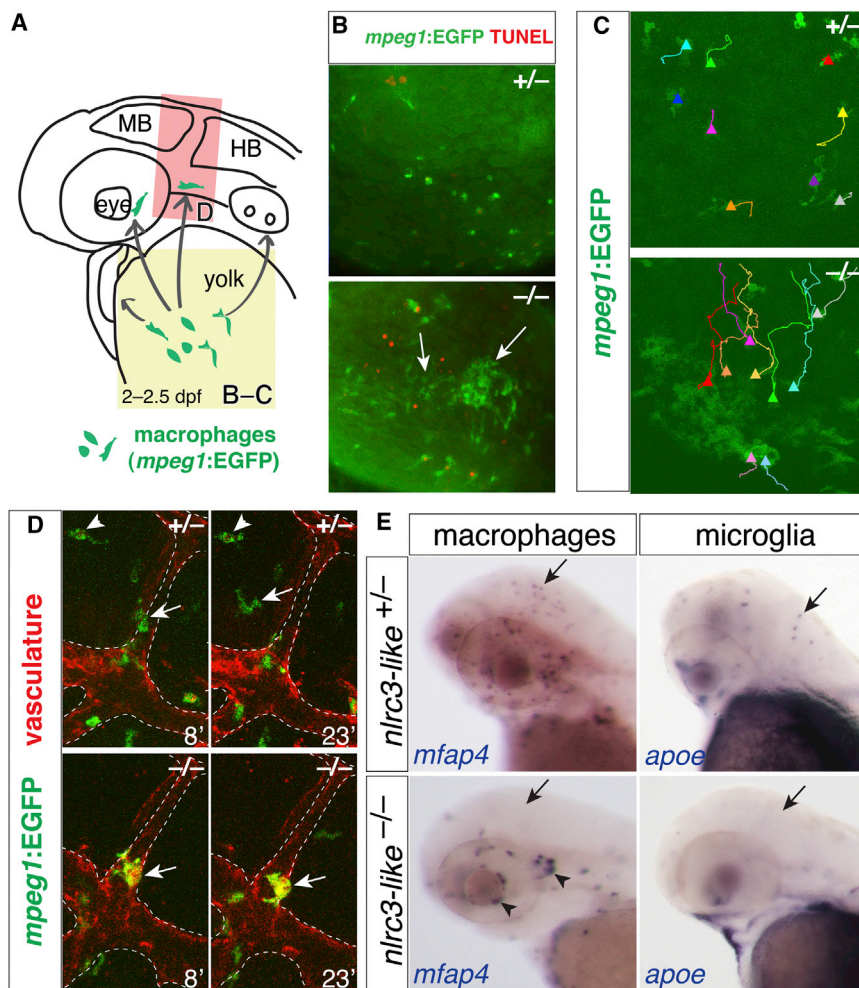 A
MB
HB
eye
D
yolk
2–2.5 dpf
B–C
macrophages
(mpeg1:EGFP)
B
mpeg1:EGFP TUNEL
+/–
–/–
C
mpeg1:EGFP
+/–
–/–
D
vasculature
mpeg1:EGFP
+/–
+/–
8’
23’
–/–
–/–
8’
23’
E
macrophages
microglia
nlrc3-like+/–
mfap4
apoe
nlrc3-like–/–
mfap4
apoe